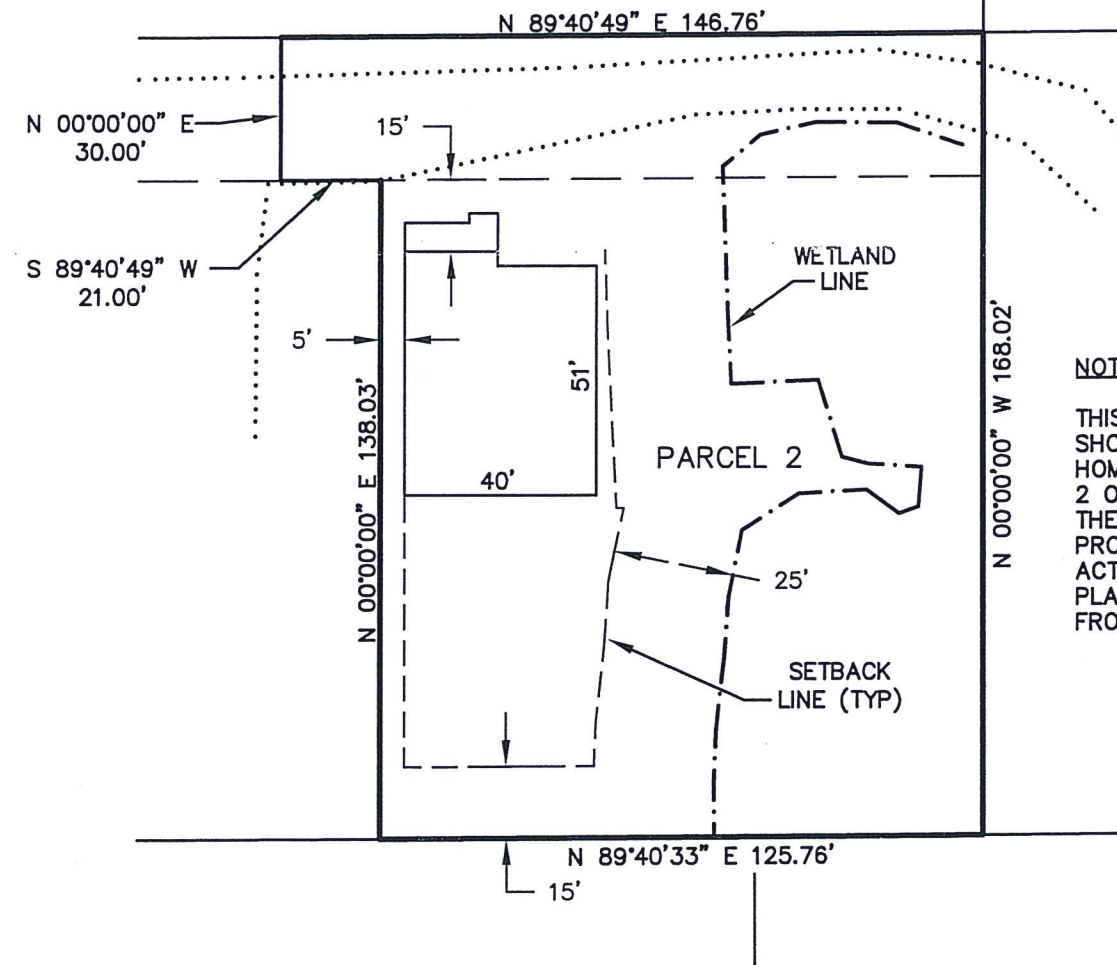 N 89°40'49" E 146.76'
N 00°00'00" E
30.00'
15'
S 89°40'49" W
21.00'
WETLAND
LINE
5'
51'
N 00°00'00" E 138.03'
N 00°00'00" W 168.02'
40'
PARCEL 2
25'
SETBACK
LINE (TYP)
N 89°40'33" E 125.76'
15'
NOT
THIS
SHO
HOM
2 O
THE
PRO
ACT
PLA
FRO